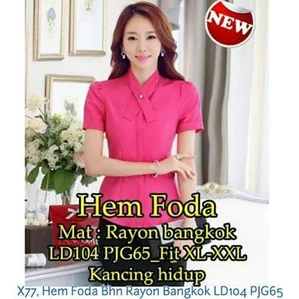 NEW
Hem Foda
Mat : Rayon bangkok
LD104 PJG65_Fit XL-XXL
Kancing hidup
X77, Hem Foda Bhn Rayon Bangkok LD104 PJG65